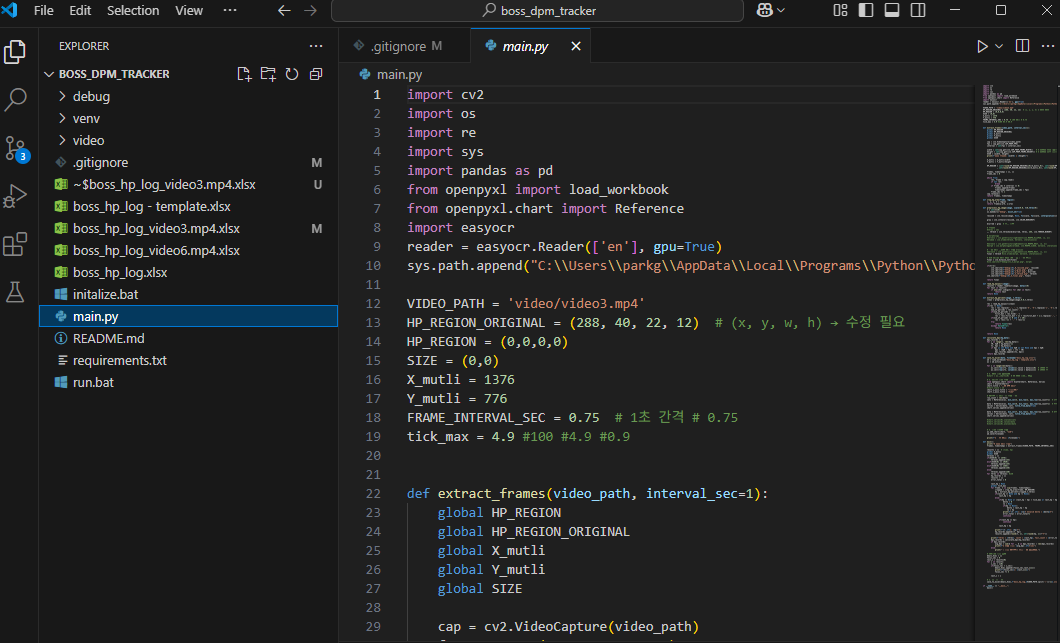 File Edit Selection View ··· boss_dpm_tracker
EXPLORER ···
BOSS_DPM_TRACKER
debug
venv
video
.gitignore M
~$boss_hp_log_video3.mp4.xlsx U
boss_hp_log - template.xlsx
boss_hp_log_video3.mp4.xlsx M
boss_hp_log_video6.mp4.xlsx
boss_hp_log.xlsx
initalize.bat
main.py
README.md
requirements.txt
run.bat
3
.gitignore M main.py
main.py
1 import cv2
2 import os
3 import re
4 import sys
5 import pandas as pd
6 from openpyxl import load_workbook
7 from openpyxl.chart import Reference
8 import easyocr
9 reader = easyocr.Reader(['en'], gpu=True)
10 sys.path.append("C:\\Users\\parkg\\AppData\\Local\\Programs\\Python\\Pytho
11
12 VIDEO_PATH = 'video/video3.mp4'
13 HP_REGION_ORIGINAL = (288, 40, 22, 12)  # (x, y, w, h) → 수정 필요
14 HP_REGION = (0,0,0,0)
15 SIZE = (0,0)
16 X_mutli = 1376
17 Y_mutli = 776
18 FRAME_INTERVAL_SEC = 0.75  # 1초 간격 # 0.75
19 tick_max = 4.9 #100 #4.9 #0.9
20
21
22 def extract_frames(video_path, interval_sec=1):
23     global HP_REGION
24     global HP_REGION_ORIGINAL
25     global X_mutli
26     global Y_mutli
27     global SIZE
28
29     cap = cv2.VideoCapture(video_path)